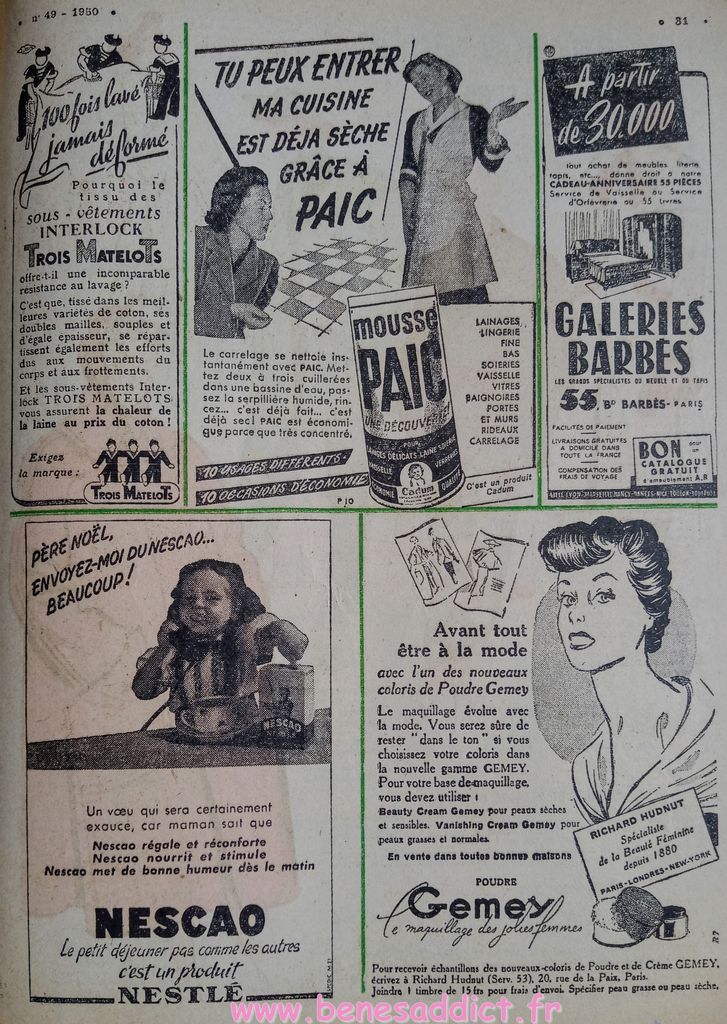 • n° 49 - 1950 •
• 31 •
100 fois lavé
jamais
déformé
Pourquoi le
tissu des
sous - vêtements
INTERLOCK
TROIS MATELOTS
offre-t-il une incomparable
résistance au lavage ?
C'est que, tissé dans les meil-
leures variétés de coton, ses
doubles mailles, souples et
d'égale épaisseur, se répar-
tissent également les efforts
dus aux mouvements du
corps et aux frottements.
Et les sous-vêtements Inter-
lock TROIS MATELOTS
vous assurent la chaleur de
la laine au prix du coton !
Exigez
la marque :
TROIS MATELOTS
TU PEUX ENTRER
MA CUISINE
EST DÉJA SÈCHE
GRÂCE À
PAIC
Le carrelage se nettoie ins-
tantanément avec PAIC. Met-
tez deux à trois cuillerées
dans une bassine d'eau, pas-
sez la serpillière humide, rin-
cez... c'est déjà fait... c'est
déjà sec! PAIC est économi-
que parce que très concentré.
10 USAGES DIFFÉRENTS -
10 OCCASIONS D'ÉCONOMIE
P 10
mousse
PAIC
UNE DÉCOUVERTE
POUR
LINGES DÉLICATS LAINE SOIERIE
VAISSELLE
Cadum
LAINAGES
LINGERIE
FINE
BAS
SOIERIES
VAISSELLE
VITRES
BAIGNOIRES
PORTES
ET MURS
RIDEAUX
CARRELAGE
C'est un produit
Cadum
A partir
de 30.000
tout achat de meubles literie
tapis, etc..., donne droit a notre
CADEAU-ANNIVERSAIRE 55 PIÈCES
Service de Vaisselle ou Service
d'Orfèvrerie ou 55 Livres
GALERIES
BARBÈS
LES GRANDS SPÉCIALISTES DU MEUBLE ET DU TAPIS
55, Bd BARBÈS - PARIS
FACILITÉS DE PAIEMENT
LIVRAISONS GRATUITES
A DOMICILE DANS
TOUTE LA FRANCE
COMPENSATION DES
FRAIS DE VOYAGE
BON pour un
CATALOGUE
GRATUIT
d'ameublement A.R
PÈRE NOËL,
ENVOYEZ-MOI DU NESCAO...
BEAUCOUP !
NESCAO
Un vœu qui sera certainement
exaucé, car maman sait que
Nescao régale et réconforte
Nescao nourrit et stimule
Nescao met de bonne humeur dès le matin
NESCAO
Le petit déjeuner pas comme les autres
c'est un produit
NESTLÉ
Avant tout
être à la mode
avec l'un des nouveaux
coloris de Poudre Gemey
Le maquillage évolue avec
la mode. Vous serez sûre de
rester "dans le ton" si vous
choisissez votre coloris dans
la nouvelle gamme GEMEY.
Pour votre base de maquillage,
vous devez utiliser :
Beauty Cream Gemey pour peaux sèches
et sensibles. Vanishing Cream Gemey pour
peaux grasses et normales.
En vente dans toutes bonnes maisons
RICHARD HUDNUT
Spécialiste
de la Beauté Féminine
depuis 1880
PARIS-LONDRES-NEW-YORK
POUDRE
Gemey
le maquillage des jolies femmes
Pour recevoir échantillons des nouveaux-coloris de Poudre et de Crème GEMEY,
écrivez à Richard Hudnut (Serv. 53), 20, rue de la Paix, Paris.
Joindre 1 timbre de 15 frs pour frais d'envoi. Spécifier peau grasse ou peau sèche.
www.benesaddict.fr